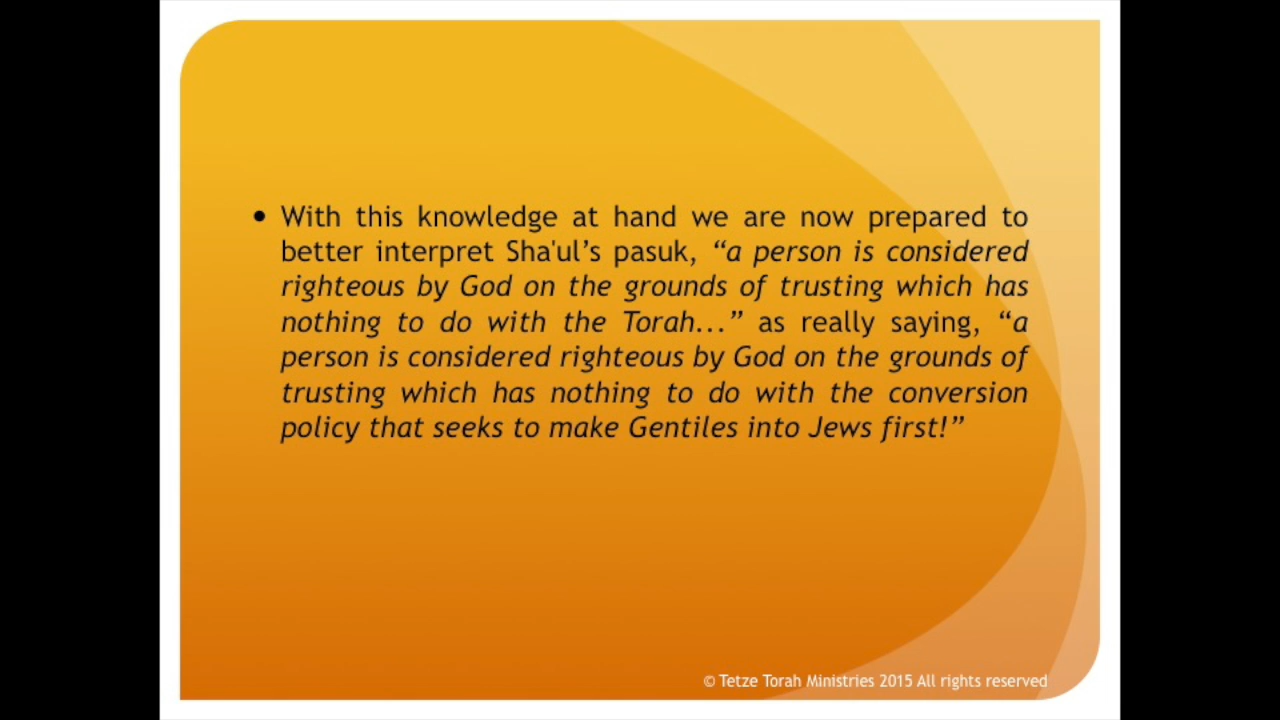 • With this knowledge at hand we are now prepared to
better interpret Sha'ul’s pasuk, “a person is considered
righteous by God on the grounds of trusting which has
nothing to do with the Torah...” as really saying, “a
person is considered righteous by God on the grounds of
trusting which has nothing to do with the conversion
policy that seeks to make Gentiles into Jews first!”
© Tetze Torah Ministries 2015 All rights reserved